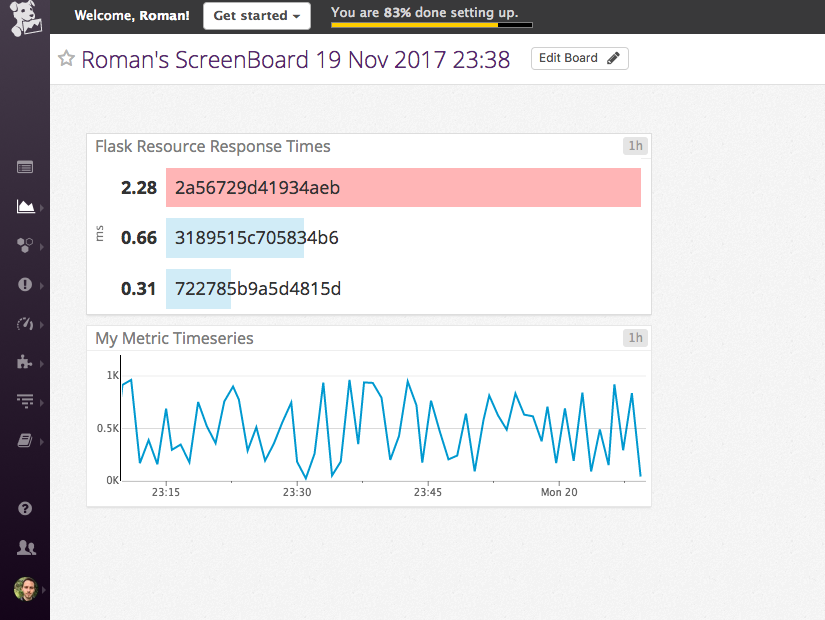 Welcome, Roman!
Get started
You are 83% done setting up.
Roman's ScreenBoard 19 Nov 2017 23:38
Edit Board
Flask Resource Response Times
1h
ms
2.28 2a56729d41934aeb
0.66 3189515c705834b6
0.31 722785b9a5d4815d
My Metric Timeseries
1h
1K
0.5K
0K
23:15 23:30 23:45 Mon 20